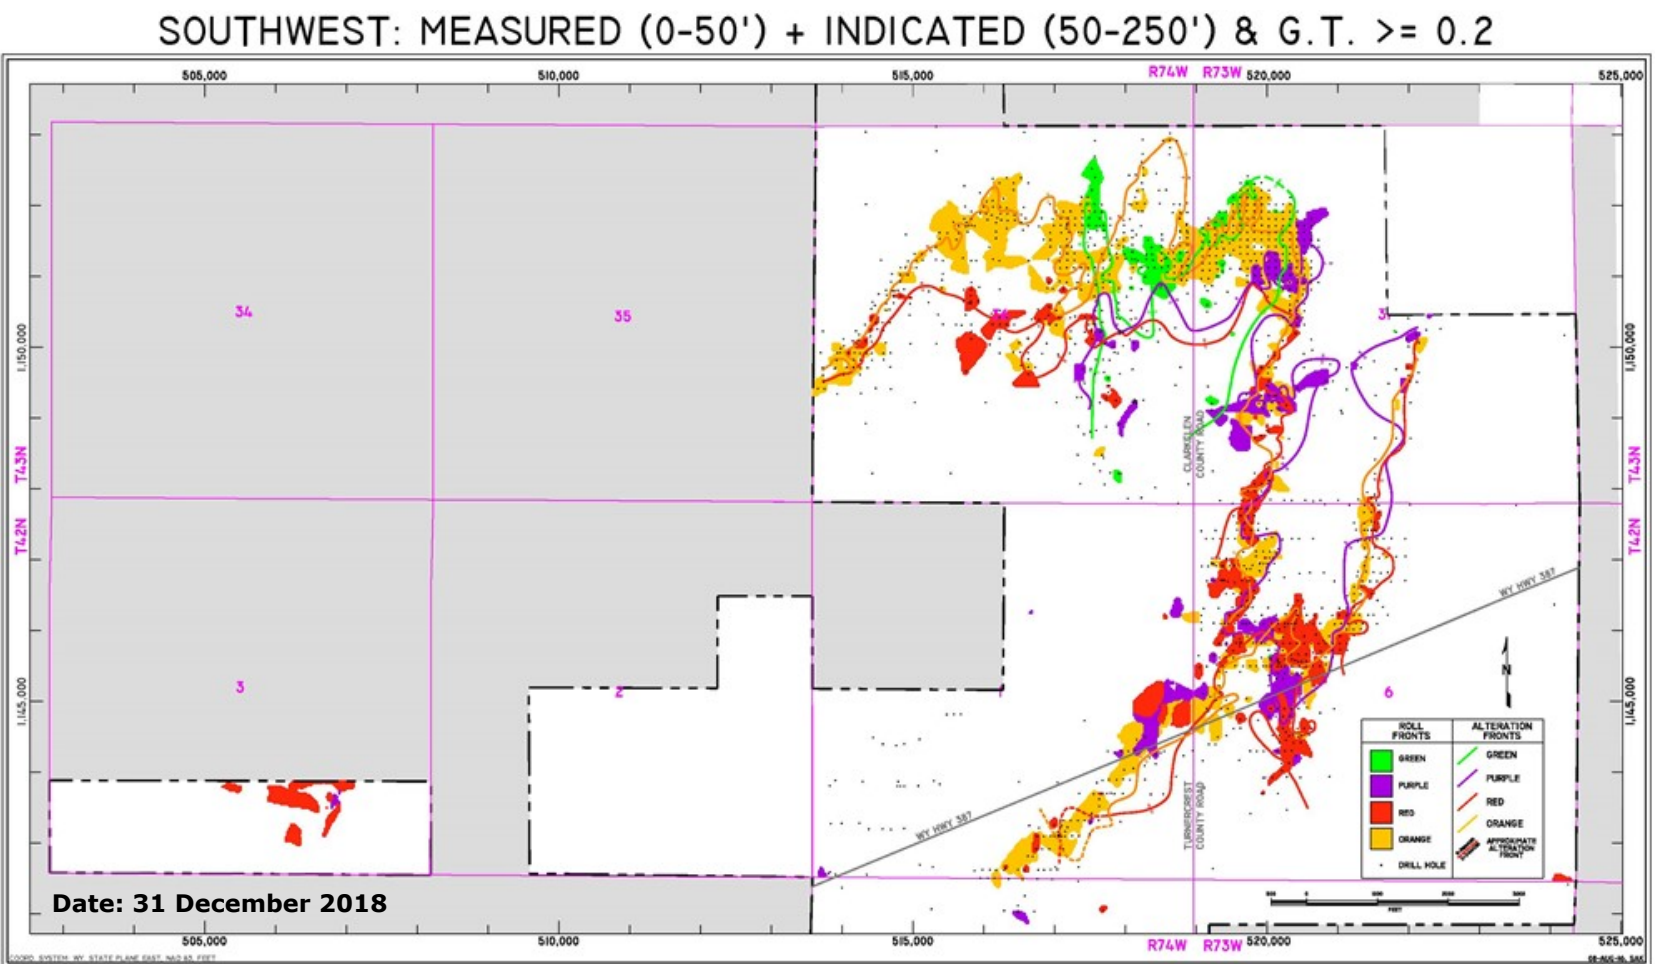 SOUTHWEST: MEASURED (0-50') + INDICATED (50-250') & G.T. >= 0.2
505,000
510,000
515,000
R74W
R73W
520,000
525,000
34
35
1,150,000
1,150,000
CLARKELEN
COUNTY ROAD
T43N
T43N
T42N
T42N
WY HWY 387
N
3
2
6
1,145,000
1,145,000
ROLL
FRONTS
ALTERATION
FRONTS
GREEN
GREEN
PURPLE
PURPLE
RED
RED
ORANGE
ORANGE
APPROXIMATE
ALTERATION
FRONT
DRILL HOLE
TURNERCREST
COUNTY ROAD
WY HWY 387
FEET
Date: 31 December 2018
505,000
510,000
515,000
R74W
R73W
520,000
525,000
COORD SYSTEM: WY STATE PLANE EAST, NAD 83, FEET